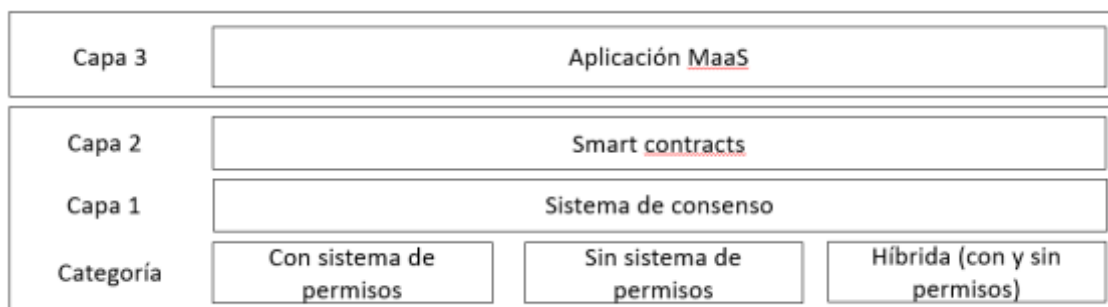 Capa 3
Aplicación MaaS
Capa 2
Smart contracts
Capa 1
Sistema de consenso
Categoría
Con sistema de
permisos
Sin sistema de
permisos
Híbrida (con y sin
permisos)